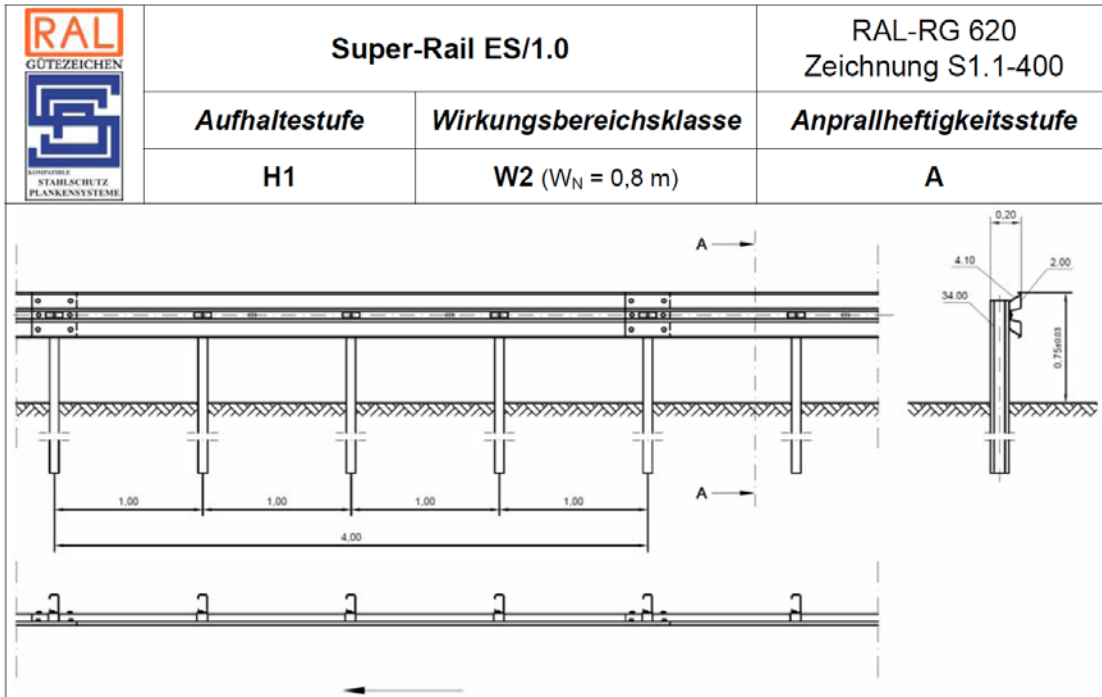 RAL
GÜTEZEICHEN
KOMPATIBLE
STAHLSCHUTZ
PLANKENSYSTEME
Super-Rail ES/1.0
RAL-RG 620
Zeichnung S1.1-400
Aufhaltestufe
Wirkungsbereichsklasse
Anprallheftigkeitsstufe
H1
W2 (WN = 0,8 m)
A
A
0,20
4.10
2.00
34.00
0,75±0,03
A
1,00
1,00
1,00
1,00
4,00